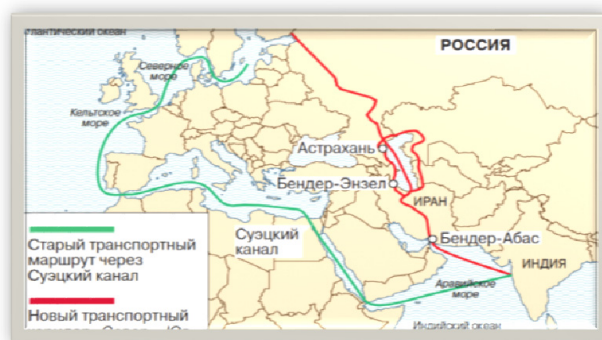 лантический океан
РОССИЯ
Северное
море
Кельтское
море
Астрахань
Бендер-Энзел
ИРАН
Суэцкий
канал
Бендер-Абас
ИНДИЯ
Аравийское
море
Индийский океан
Старый транспортный
маршрут через
Суэцкий канал
Новый транспортный